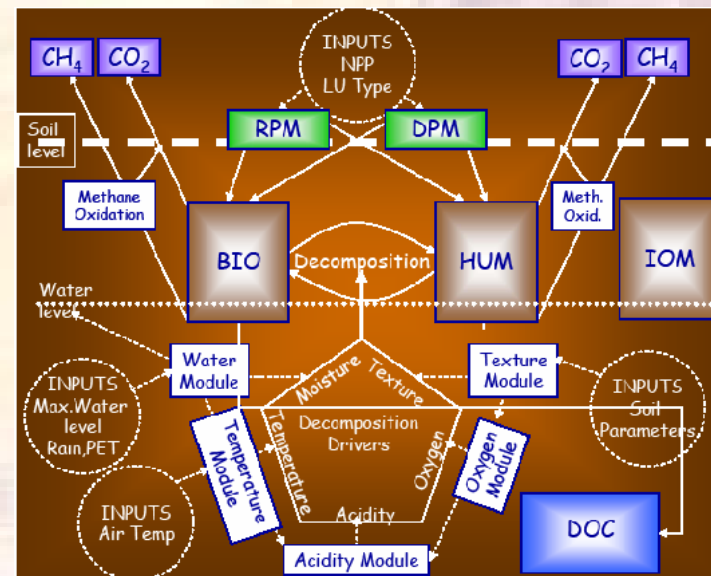 INPUTS
NPP
LU Type
CH4
CO2
CO2
CH4
RPM
DPM
Soil
level
Methane
Oxidation
Meth.
Oxid.
BIO
Decomposition
HUM
IOM
Water
level
Water
Module
Moisture
Texture
Texture
Module
INPUTS
Max.Water
level
Rain,PET
INPUTS
Soil
Parameters
Temperature
Module
Temperature
Decomposition
Drivers
Oxygen
Oxygen
Module
INPUTS
Air Temp
Acidity
Acidity Module
DOC